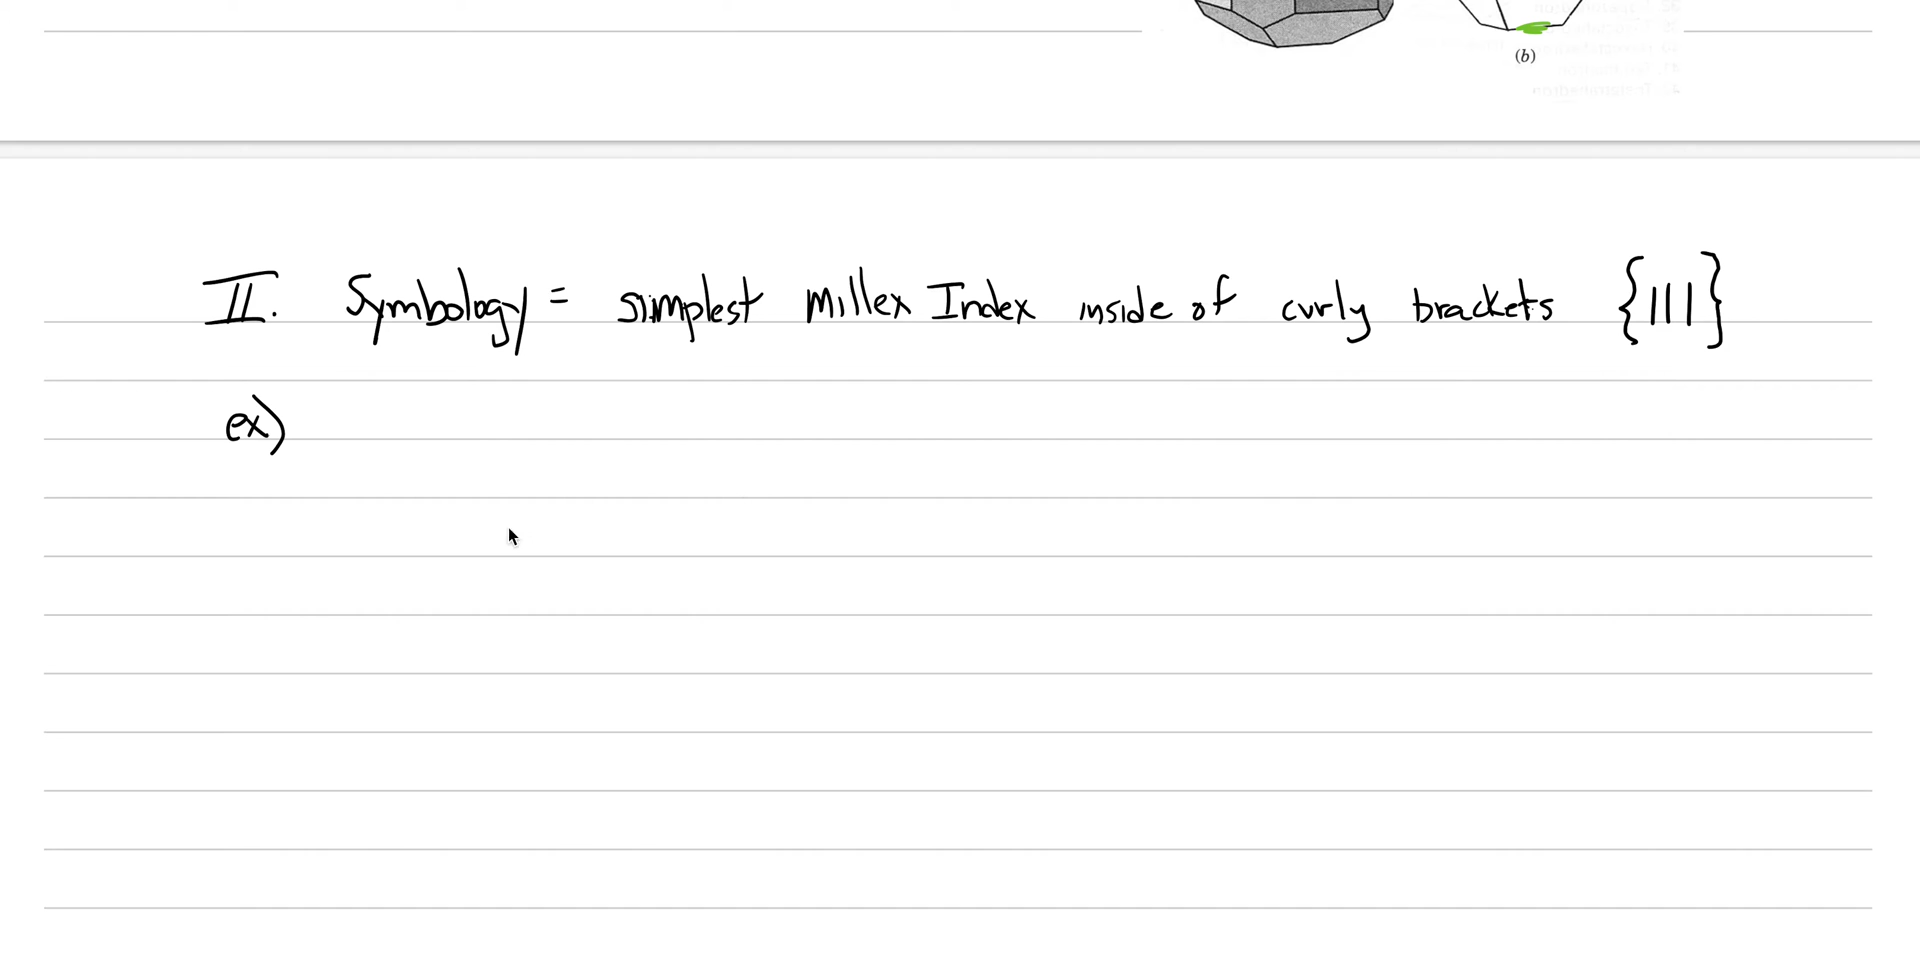 (b)
II. Symbology = simplest Millex Index inside of curly brackets {111}
ex)